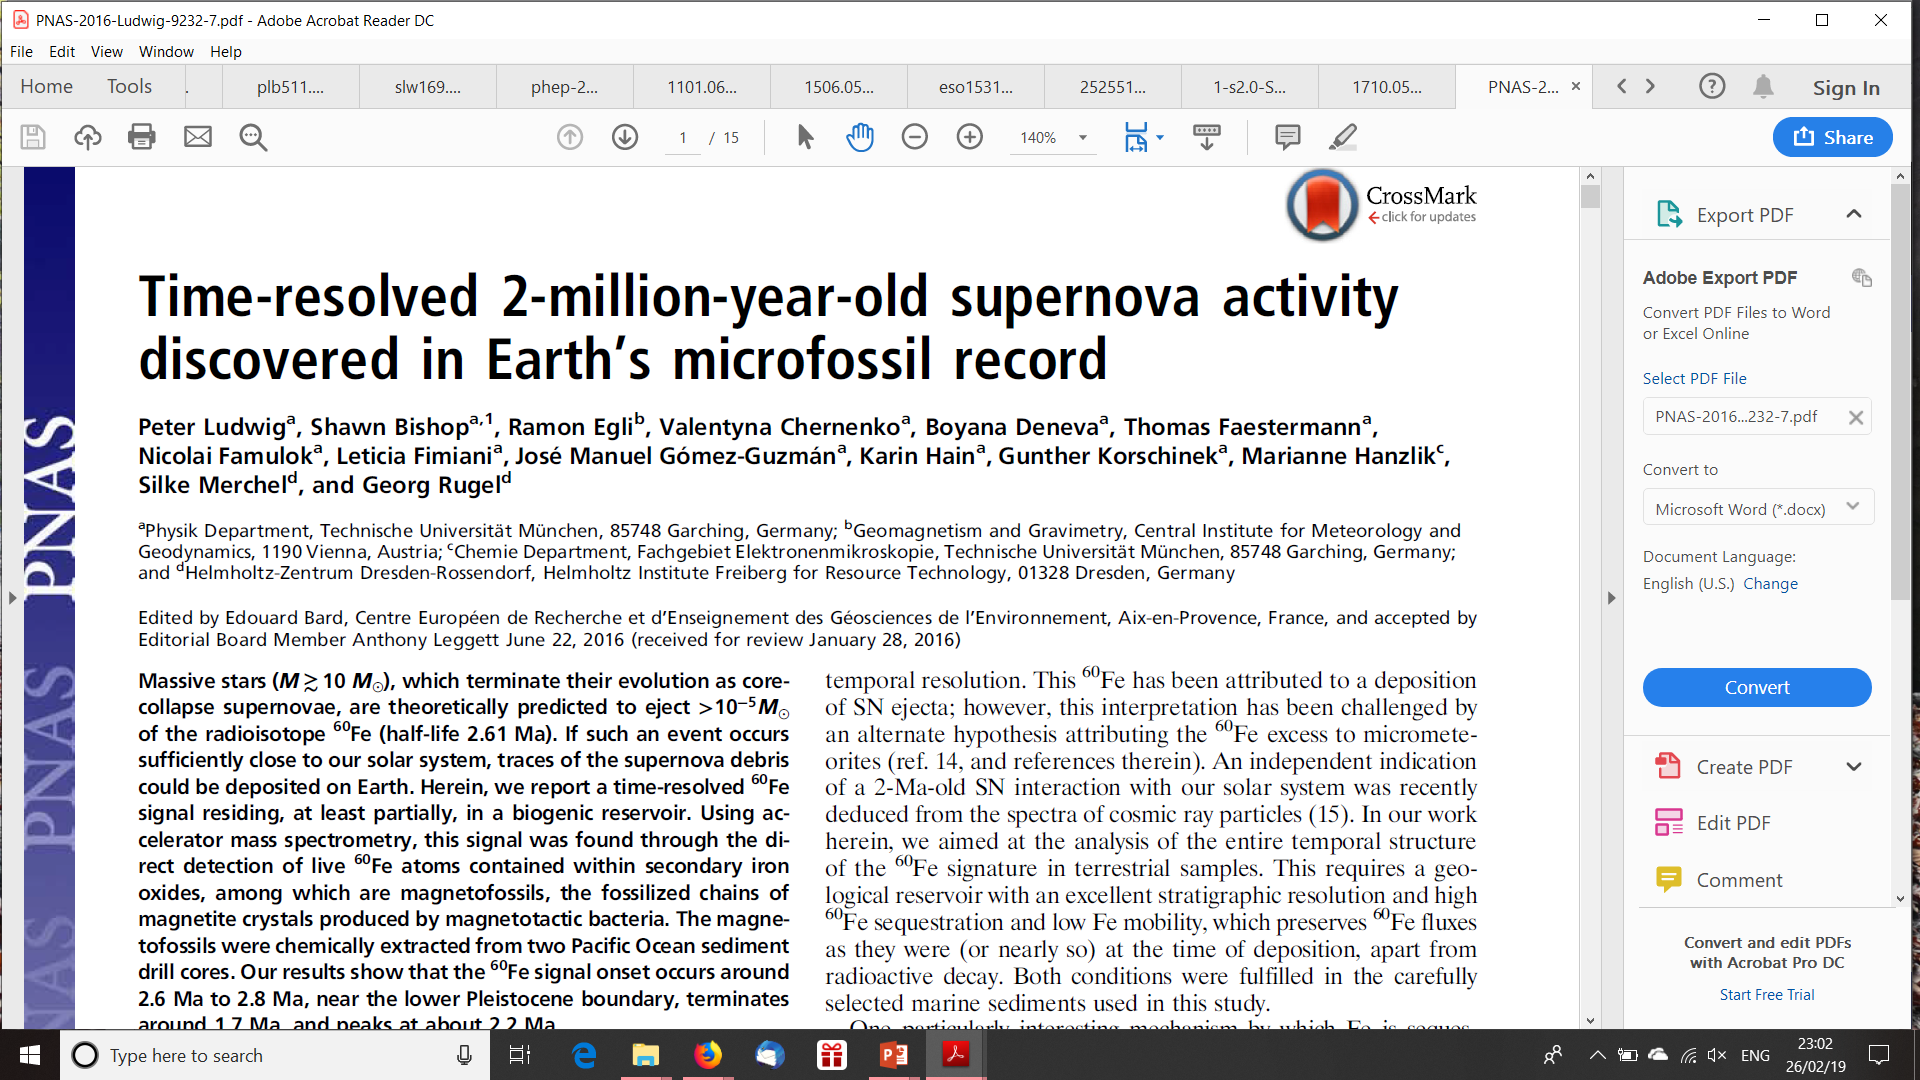 PNAS-2016-Ludwig-9232-7.pdf - Adobe Acrobat Reader DC
File Edit View Window Help
Home Tools . plb511.... slw169.... phep-2... 1101.06... 1506.05... eso1531... 252551... 1-s2.0-S... 1710.05... PNAS-2... × Sign In
1 / 15 140% Share
CrossMark
click for updates
Time-resolved 2-million-year-old supernova activity
discovered in Earth's microfossil record
Peter Ludwigᵃ, Shawn Bishopᵃ,¹, Ramon Egliᵇ, Valentyna Chernenkoᵃ, Boyana Denevaᵃ, Thomas Faestermannᵃ,
Nicolai Famulokᵃ, Leticia Fimianiᵃ, José Manuel Gómez-Guzmánᵃ, Karin Hainᵃ, Gunther Korschinekᵃ, Marianne Hanzlikᶜ,
Silke Merchelᵈ, and Georg Rugelᵈ
ᵃPhysik Department, Technische Universität München, 85748 Garching, Germany; ᵇGeomagnetism and Gravimetry, Central Institute for Meteorology and
Geodynamics, 1190 Vienna, Austria; ᶜChemie Department, Fachgebiet Elektronenmikroskopie, Technische Universität München, 85748 Garching, Germany;
and ᵈHelmholtz-Zentrum Dresden-Rossendorf, Helmholtz Institute Freiberg for Resource Technology, 01328 Dresden, Germany
Edited by Edouard Bard, Centre Européen de Recherche et d'Enseignement des Géosciences de l'Environnement, Aix-en-Provence, France, and accepted by
Editorial Board Member Anthony Leggett June 22, 2016 (received for review January 28, 2016)
Massive stars (M ≳ 10 M☉), which terminate their evolution as core-
collapse supernovae, are theoretically predicted to eject >10⁻⁵M☉
of the radioisotope ⁶⁰Fe (half-life 2.61 Ma). If such an event occurs
sufficiently close to our solar system, traces of the supernova debris
could be deposited on Earth. Herein, we report a time-resolved ⁶⁰Fe
signal residing, at least partially, in a biogenic reservoir. Using ac-
celerator mass spectrometry, this signal was found through the di-
rect detection of live ⁶⁰Fe atoms contained within secondary iron
oxides, among which are magnetofossils, the fossilized chains of
magnetite crystals produced by magnetotactic bacteria. The magne-
tofossils were chemically extracted from two Pacific Ocean sediment
drill cores. Our results show that the ⁶⁰Fe signal onset occurs around
2.6 Ma to 2.8 Ma, near the lower Pleistocene boundary, terminates
around 1.7 Ma, and peaks at about 2.2 Ma.
temporal resolution. This ⁶⁰Fe has been attributed to a deposition
of SN ejecta; however, this interpretation has been challenged by
an alternate hypothesis attributing the ⁶⁰Fe excess to micromete-
orites (ref. 14, and references therein). An independent indication
of a 2-Ma-old SN interaction with our solar system was recently
deduced from the spectra of cosmic ray particles (15). In our work
herein, we aimed at the analysis of the entire temporal structure
of the ⁶⁰Fe signature in terrestrial samples. This requires a geo-
logical reservoir with an excellent stratigraphic resolution and high
⁶⁰Fe sequestration and low Fe mobility, which preserves ⁶⁰Fe fluxes
as they were (or nearly so) at the time of deposition, apart from
radioactive decay. Both conditions were fulfilled in the carefully
selected marine sediments used in this study.
One particularly interesting mechanism by which Fe is seques-
PNAS
PNAS
PNAS
Export PDF
Adobe Export PDF
Convert PDF Files to Word
or Excel Online
Select PDF File
PNAS-2016...232-7.pdf
Convert to
Microsoft Word (*.docx)
Document Language:
English (U.S.) Change
Convert
Create PDF
Edit PDF
Comment
Convert and edit PDFs
with Acrobat Pro DC
Start Free Trial
Type here to search
ENG
23:02
26/02/19